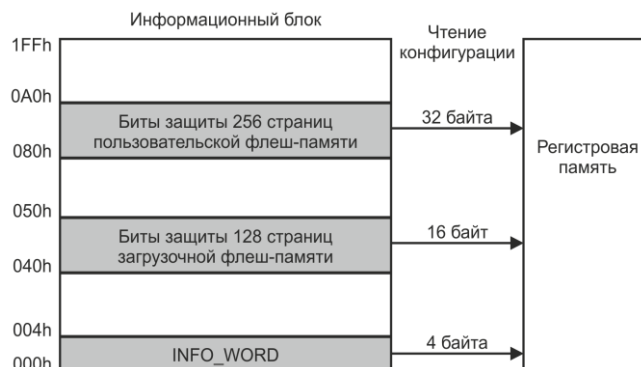 Информационный блок
Чтение
конфигурации
1FFh
0A0h
Биты защиты 256 страниц
пользовательской флеш-памяти
32 байта
080h
Регистровая
память
050h
Биты защиты 128 страниц
загрузочной флеш-памяти
16 байт
040h
004h
INFO_WORD
4 байта
000h